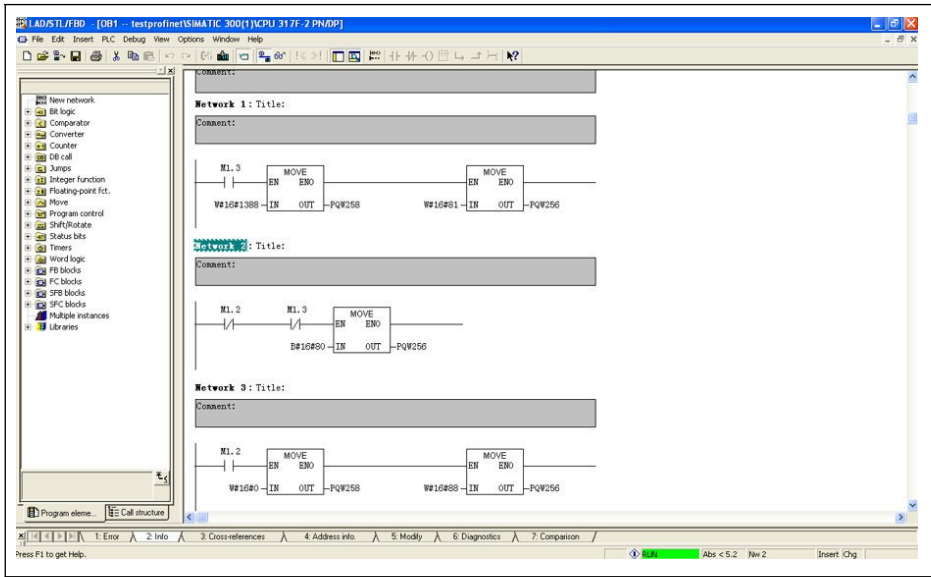 LAD/STL/FBD - [OB1 -- testprofinet\SIMATIC 300(1)\CPU 317F-2 PN/DP]
File Edit Insert PLC Debug View Options Window Help
New network
Bit logic
Comparator
Converter
Counter
DB call
Jumps
Integer function
Floating-point fct.
Move
Program control
Shift/Rotate
Status bits
Timers
Word logic
FB blocks
FC blocks
SFB blocks
SFC blocks
Multiple instances
Libraries
Program eleme...
Call structure
Comment:
Network 1: Title:
Comment:
M1.3 MOVE MOVE
EN ENO EN ENO
W#16#1388 IN OUT PQW258 W#16#81 IN OUT PQW256
Network 2: Title:
Comment:
M1.2 M1.3 MOVE
EN ENO
B#16#80 IN OUT PQW256
Network 3: Title:
Comment:
M1.2 MOVE MOVE
EN ENO EN ENO
W#16#0 IN OUT PQW258 W#16#88 IN OUT PQW256
1: Error 2: Info 3: Cross-references 4: Address info. 5: Modify 6: Diagnostics 7: Comparison
Press F1 to get Help. RUN Abs < 5.2 Nw 2 Insert Chg